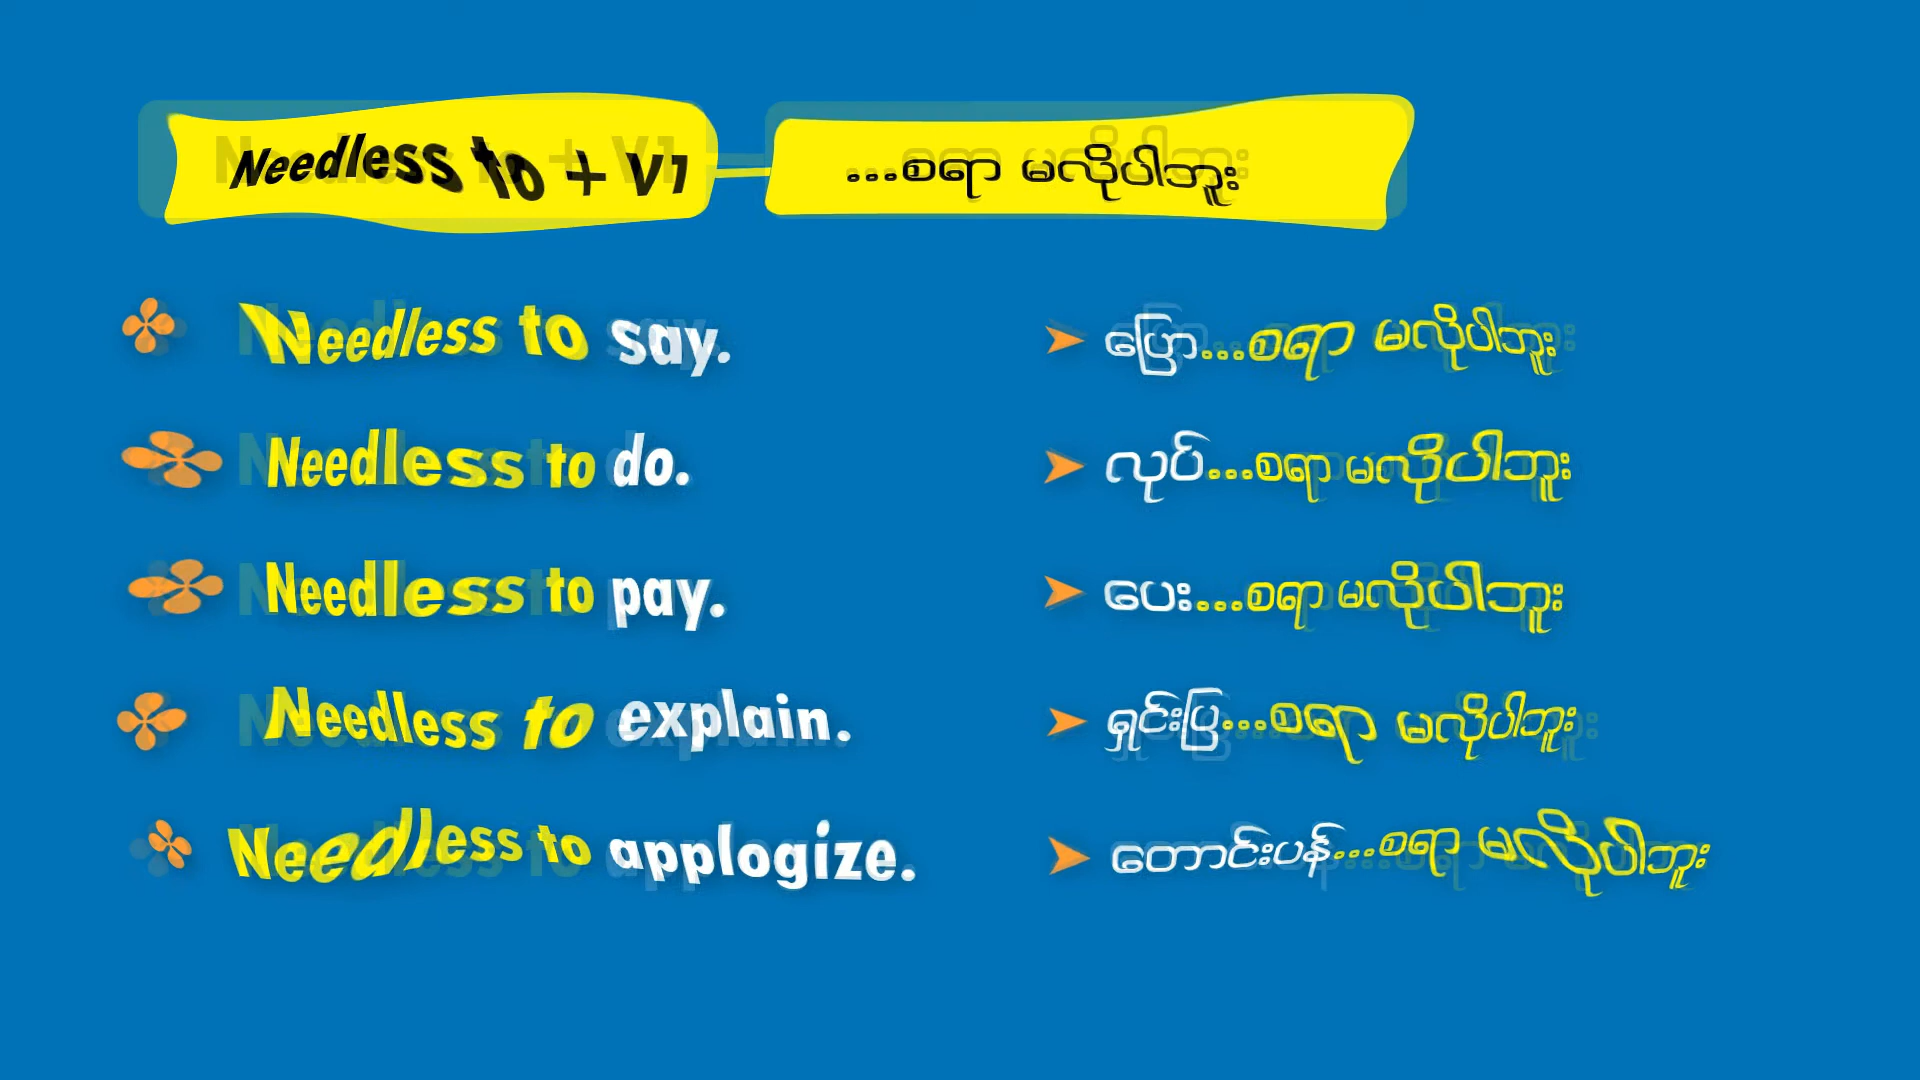 Needless to + V1 ...စရာ မလိုပါဘူး
Needless to say. ပြော...စရာ မလိုပါဘူး
Needless to do. လုပ်...စရာ မလိုပါဘူး
Needless to pay. ပေး...စရာ မလိုပါဘူး
Needless to explain. ရှင်းပြ...စရာ မလိုပါဘူး
Needless to applogize. တောင်းပန်...စရာ မလိုပါဘူး